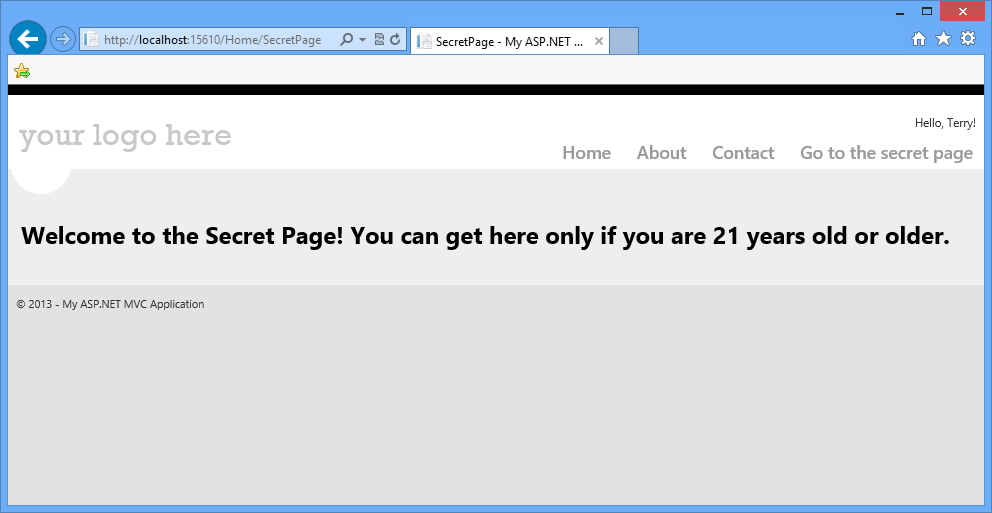 http://localhost:15610/Home/SecretPage
SecretPage - My ASP.NET ...
your logo here
Hello, Terry!
Home About Contact Go to the secret page
Welcome to the Secret Page! You can get here only if you are 21 years old or older.
© 2013 - My ASP.NET MVC Application